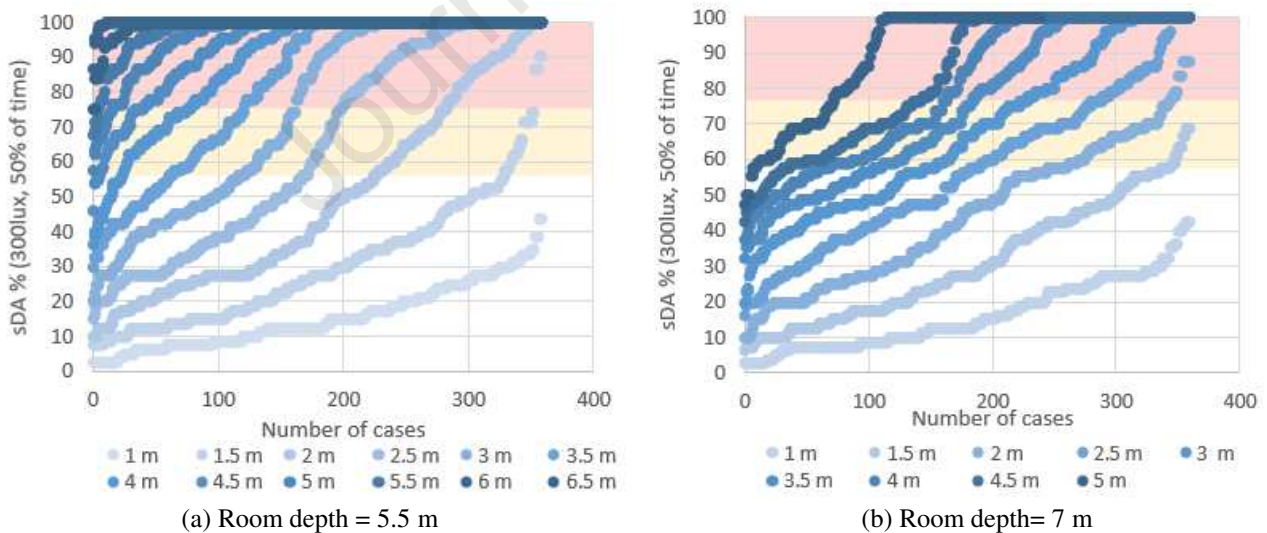 Journ
100
90
80
70
60
50
40
30
20
10
0
sDA % (300lux, 50% of time)
0 100 200 300 400
Number of cases
1 m 1.5 m 2 m 2.5 m 3 m 3.5 m
4 m 4.5 m 5 m 5.5 m 6 m 6.5 m
(a) Room depth = 5.5 m
100
90
80
70
60
50
40
30
20
10
0
sDA % (300lux, 50% of time)
0 100 200 300 400
Number of cases
1 m 1.5 m 2 m 2.5 m 3 m
3.5 m 4 m 4.5 m 5 m
(b) Room depth= 7 m